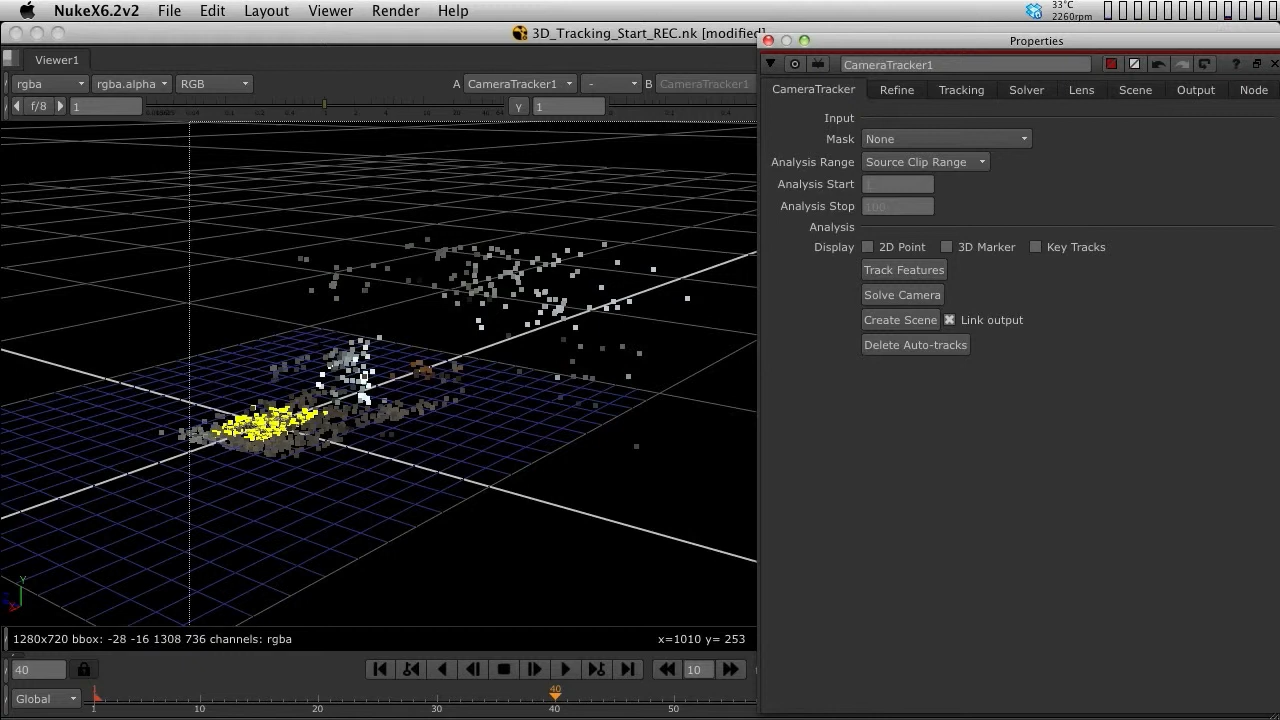 NukeX6.2v2 File Edit Layout Viewer Render Help
33°C
2260rpm
3D_Tracking_Start_REC.nk [modified]
Viewer1
rgba rgba.alpha RGB A CameraTracker1 - B CameraTracker1
f/8 1 Y 1
1280x720 bbox: -28 -16 1308 736 channels: rgba x=1010 y= 253
Y
40 10
Global 1 10 20 30 40 50
1 40
Properties
CameraTracker1
CameraTracker Refine Tracking Solver Lens Scene Output Node
Input
Mask None
Analysis Range Source Clip Range
Analysis Start 1
Analysis Stop 100
Analysis
Display 2D Point 3D Marker Key Tracks
Track Features
Solve Camera
Create Scene Link output
Delete Auto-tracks